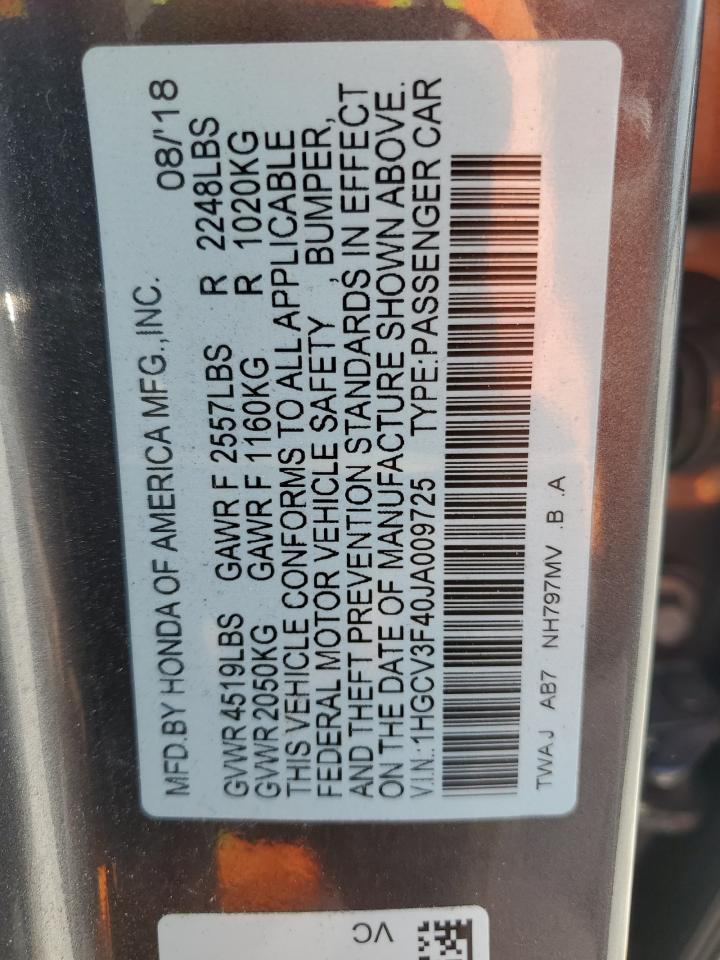 MFD.BY HONDA OF AMERICA MFG.,INC. 08/'18
GVWR 4519LBS GAWR F 2557LBS R 2248LBS
GVWR 2050KG GAWR F 1160KG R 1020KG
THIS VEHICLE CONFORMS TO ALL APPLICABLE
FEDERAL MOTOR VEHICLE SAFETY , BUMPER,
AND THEFT PREVENTION STANDARDS IN EFFECT
ON THE DATE OF MANUFACTURE SHOWN ABOVE.
V.I.N.: 1HGCV3F40JA009725 TYPE:PASSENGER CAR
TWAJ AB7 NH797MV .B .A
VC